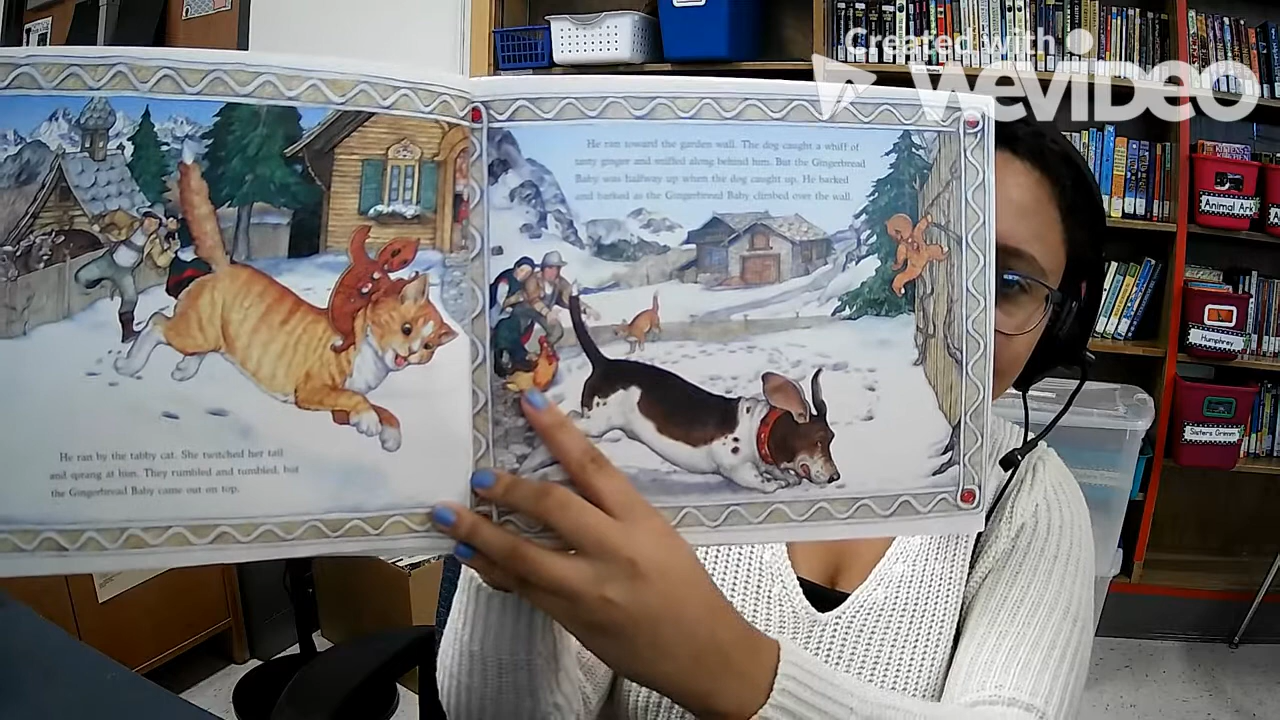 Created with
WEVIDEO
He ran toward the garden wall. The dog caught a whiff of
tasty ginger and sniffed along behind him. But the Gingerbread
Baby was halfway up when the dog caught up. He barked
and barked as the Gingerbread Baby climbed over the wall.
He ran by the tabby cat. She twitched her tail
and sprang at him. They rumbled and tumbled, but
the Gingerbread Baby came out on top.
Animal Ark
Humphrey
Sisters Grimm